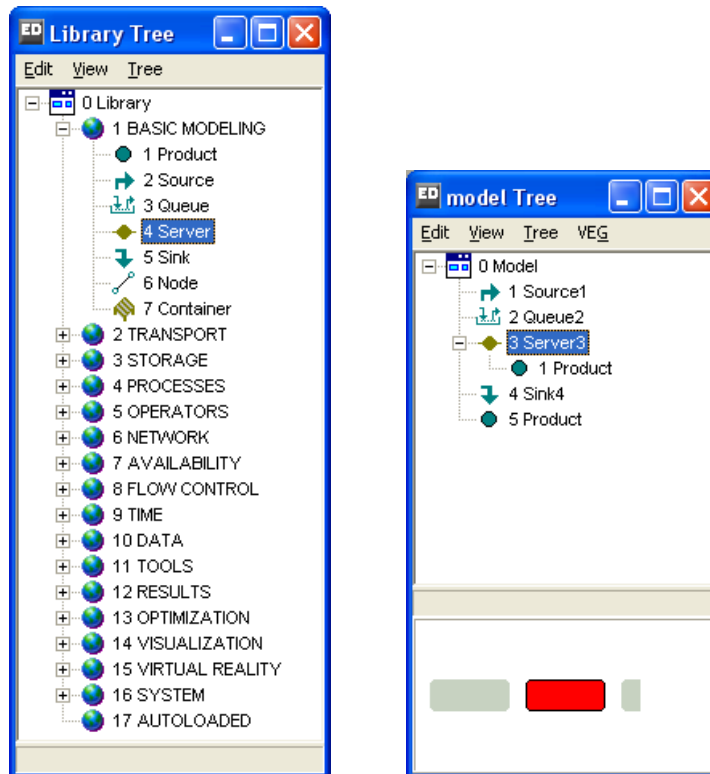 ED Library Tree
Edit View Tree
0 Library
1 BASIC MODELING
1 Product
2 Source
3 Queue
4 Server
5 Sink
6 Node
7 Container
2 TRANSPORT
3 STORAGE
4 PROCESSES
5 OPERATORS
6 NETWORK
7 AVAILABILITY
8 FLOW CONTROL
9 TIME
10 DATA
11 TOOLS
12 RESULTS
13 OPTIMIZATION
14 VISUALIZATION
15 VIRTUAL REALITY
16 SYSTEM
17 AUTOLOADED
ED model Tree
Edit View Tree VEG
0 Model
1 Source1
2 Queue2
3 Server3
1 Product
4 Sink4
5 Product